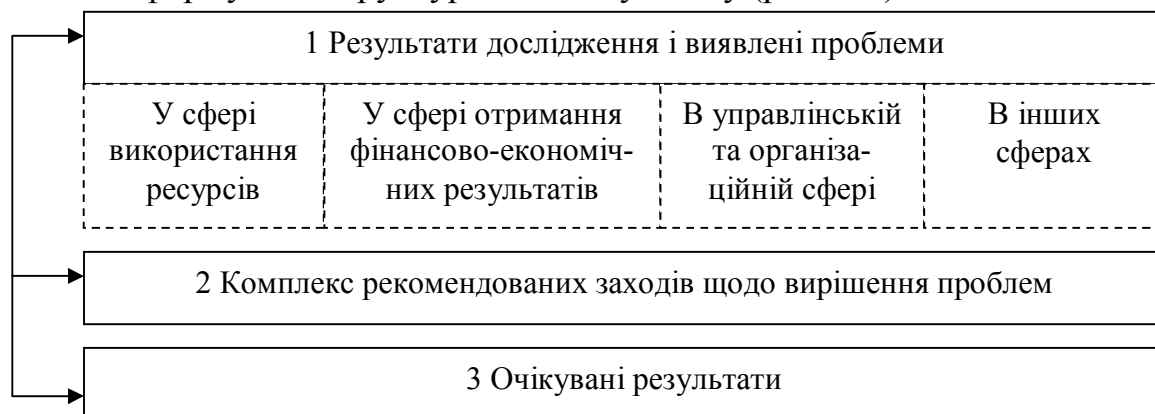 1 Результати дослідження і виявлені проблеми
У сфері
використання
ресурсів
У сфері отримання
фінансово-економіч-
них результатів
В управлінській
та організа-
ційній сфері
В інших
сферах
2 Комплекс рекомендованих заходів щодо вирішення проблем
3 Очікувані результати